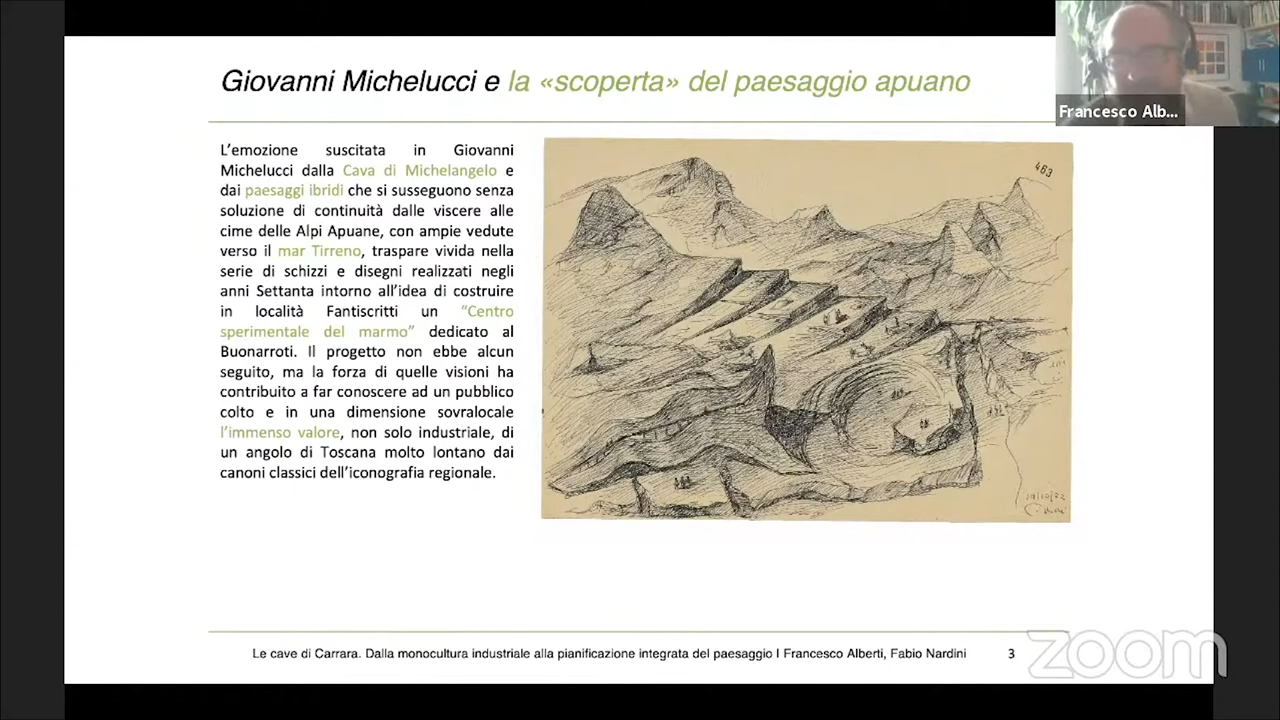 Giovanni Michelucci e la «scoperta» del paesaggio apuano
Francesco Alb...
L’emozione suscitata in Giovanni
Michelucci dalla Cava di Michelangelo e
dai paesaggi ibridi che si susseguono senza
soluzione di continuità dalle viscere alle
cime delle Alpi Apuane, con ampie vedute
verso il mar Tirreno, traspare vivida nella
serie di schizzi e disegni realizzati negli
anni Settanta intorno all’idea di costruire
in località Fantiscritti un “Centro
sperimentale del marmo” dedicato al
Buonarroti. Il progetto non ebbe alcun
seguito, ma la forza di quelle visioni ha
contribuito a far conoscere ad un pubblico
colto e in una dimensione sovralocale
l’immenso valore, non solo industriale, di
un angolo di Toscana molto lontano dai
canoni classici dell’iconografia regionale.
463
Le cave di Carrara. Dalla monocultura industriale alla pianificazione integrata del paesaggio I Francesco Alberti, Fabio Nardini
3
zoom